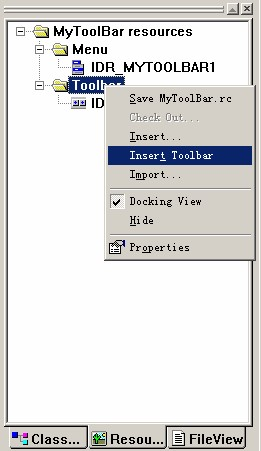 MyToolBar resources
Menu
IDR_MYTOOLBAR1
Toolbar
ID
Save MyToolBar.rc
Check Out...
Insert...
Insert Toolbar
Import...
Docking View
Hide
Properties
Class... Resou... FileView